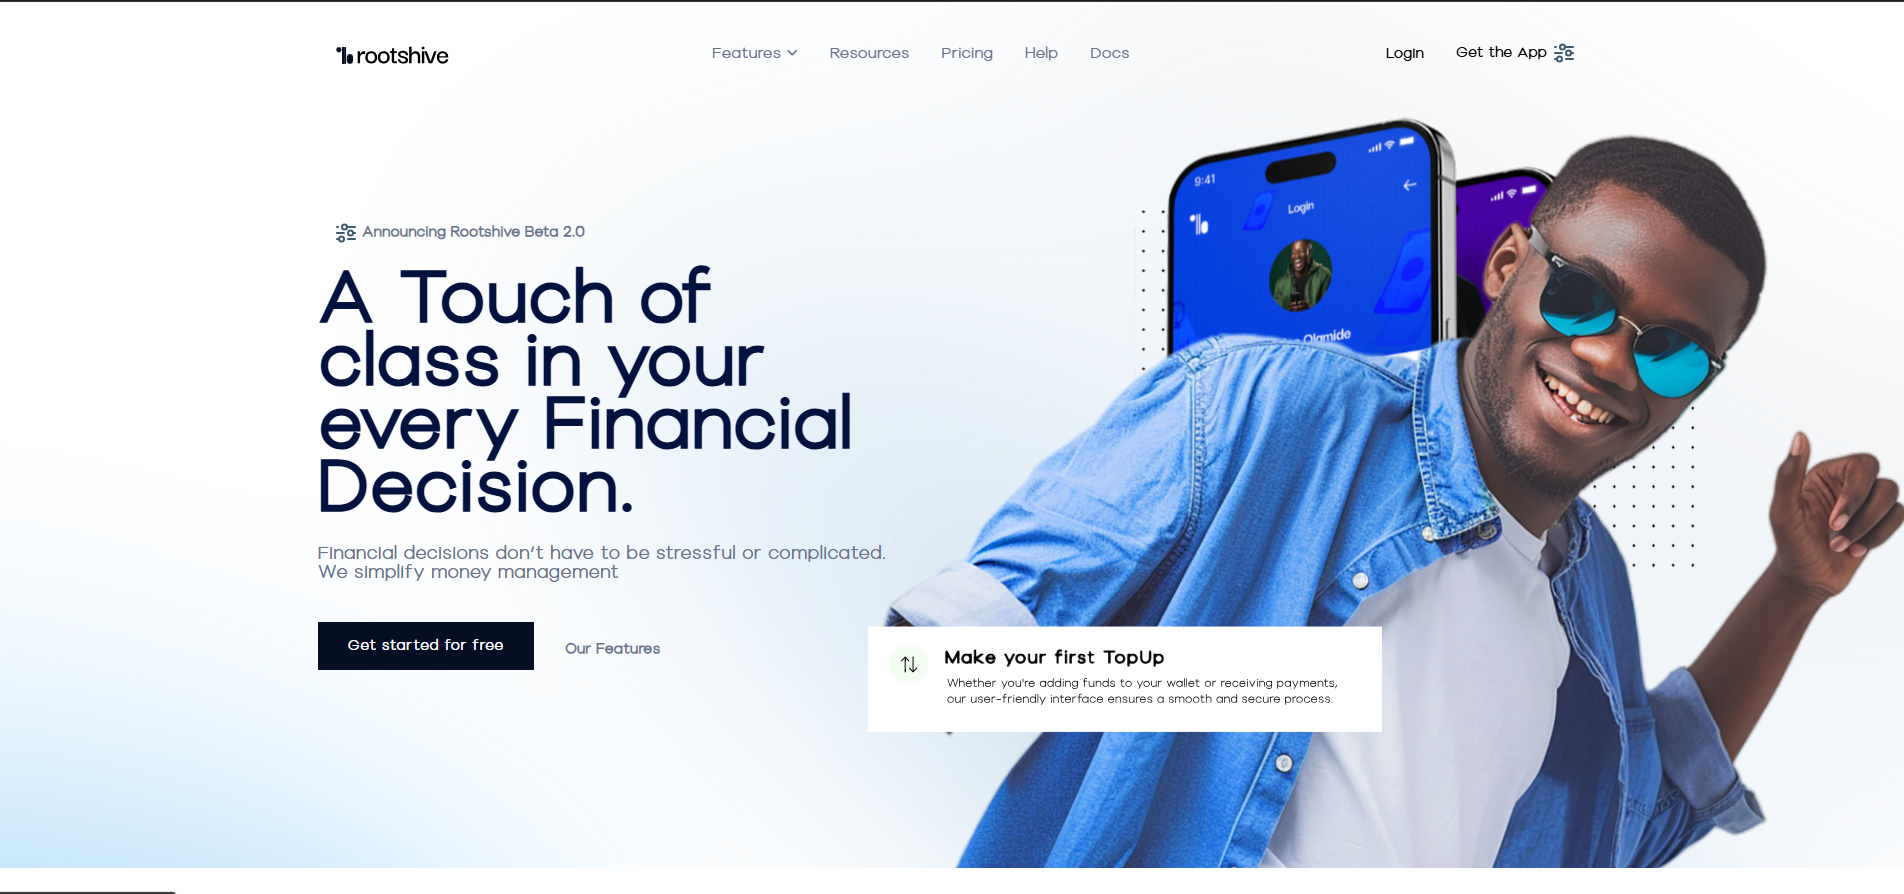 rootshive
Features
Resources
Pricing
Help
Docs
Login
Get the App
Announcing Rootshive Beta 2.0
A Touch of
class in your
every Financial
Decision.
Financial decisions don’t have to be stressful or complicated.
We simplify money management
Get started for free
Our Features
9:41
Login
Olamide
Make your first TopUp
Whether you're adding funds to your wallet or receiving payments,
our user-friendly interface ensures a smooth and secure process.